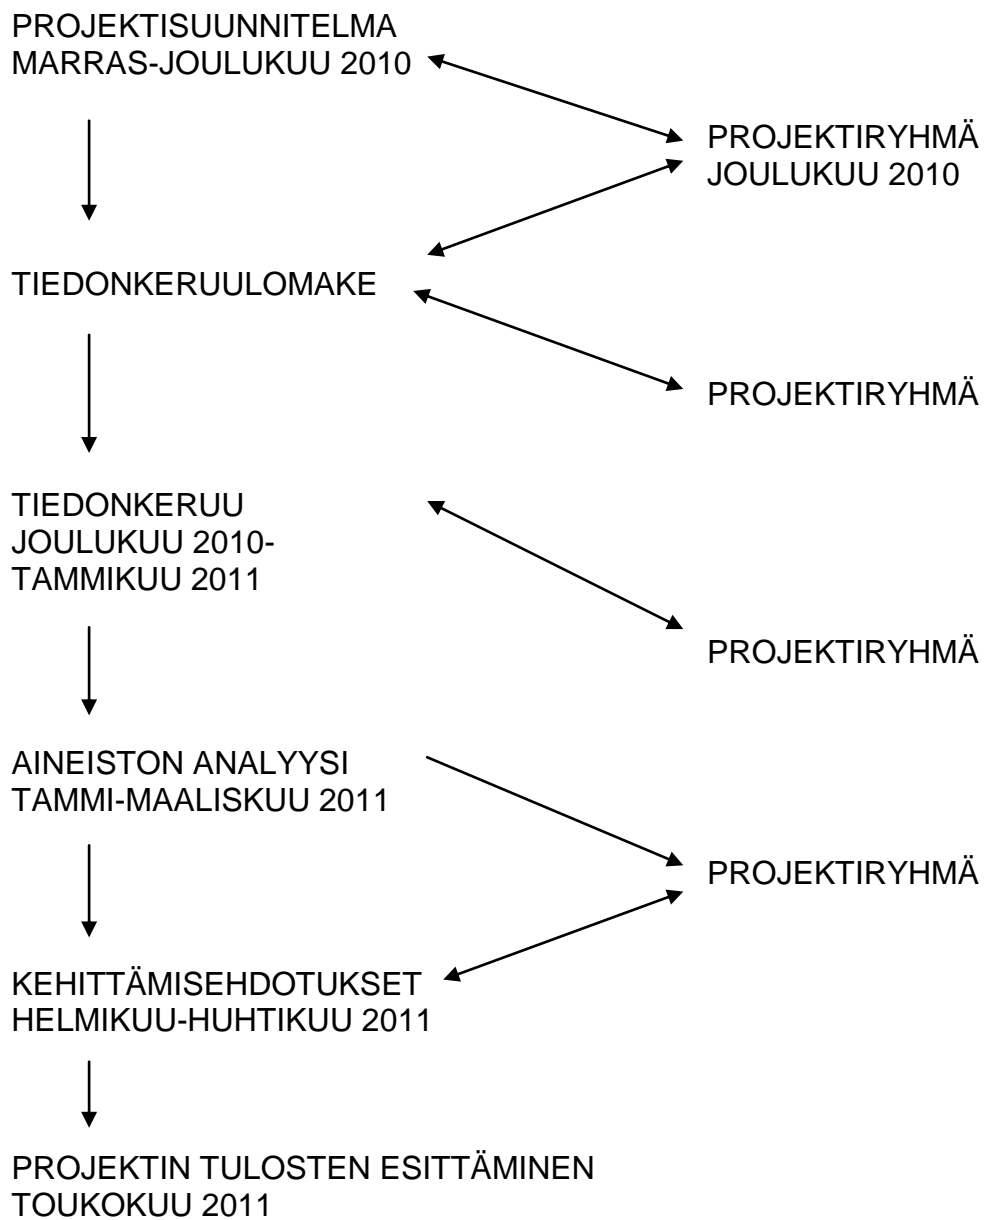 PROJEKTISUUNNITELMA
MARRAS-JOULUKUU 2010
PROJEKTIRYHMÄ
JOULUKUU 2010
TIEDONKERUULOMAKE
PROJEKTIRYHMÄ
TIEDONKERUU
JOULUKUU 2010-
TAMMIKUU 2011
PROJEKTIRYHMÄ
AINEISTON ANALYYSI
TAMMI-MAALISKUU 2011
PROJEKTIRYHMÄ
KEHITTÄMISEHDOTUKSET
HELMIKUU-HUHTIKUU 2011
PROJEKTIN TULOSTEN ESITTÄMINEN
TOUKOKUU 2011